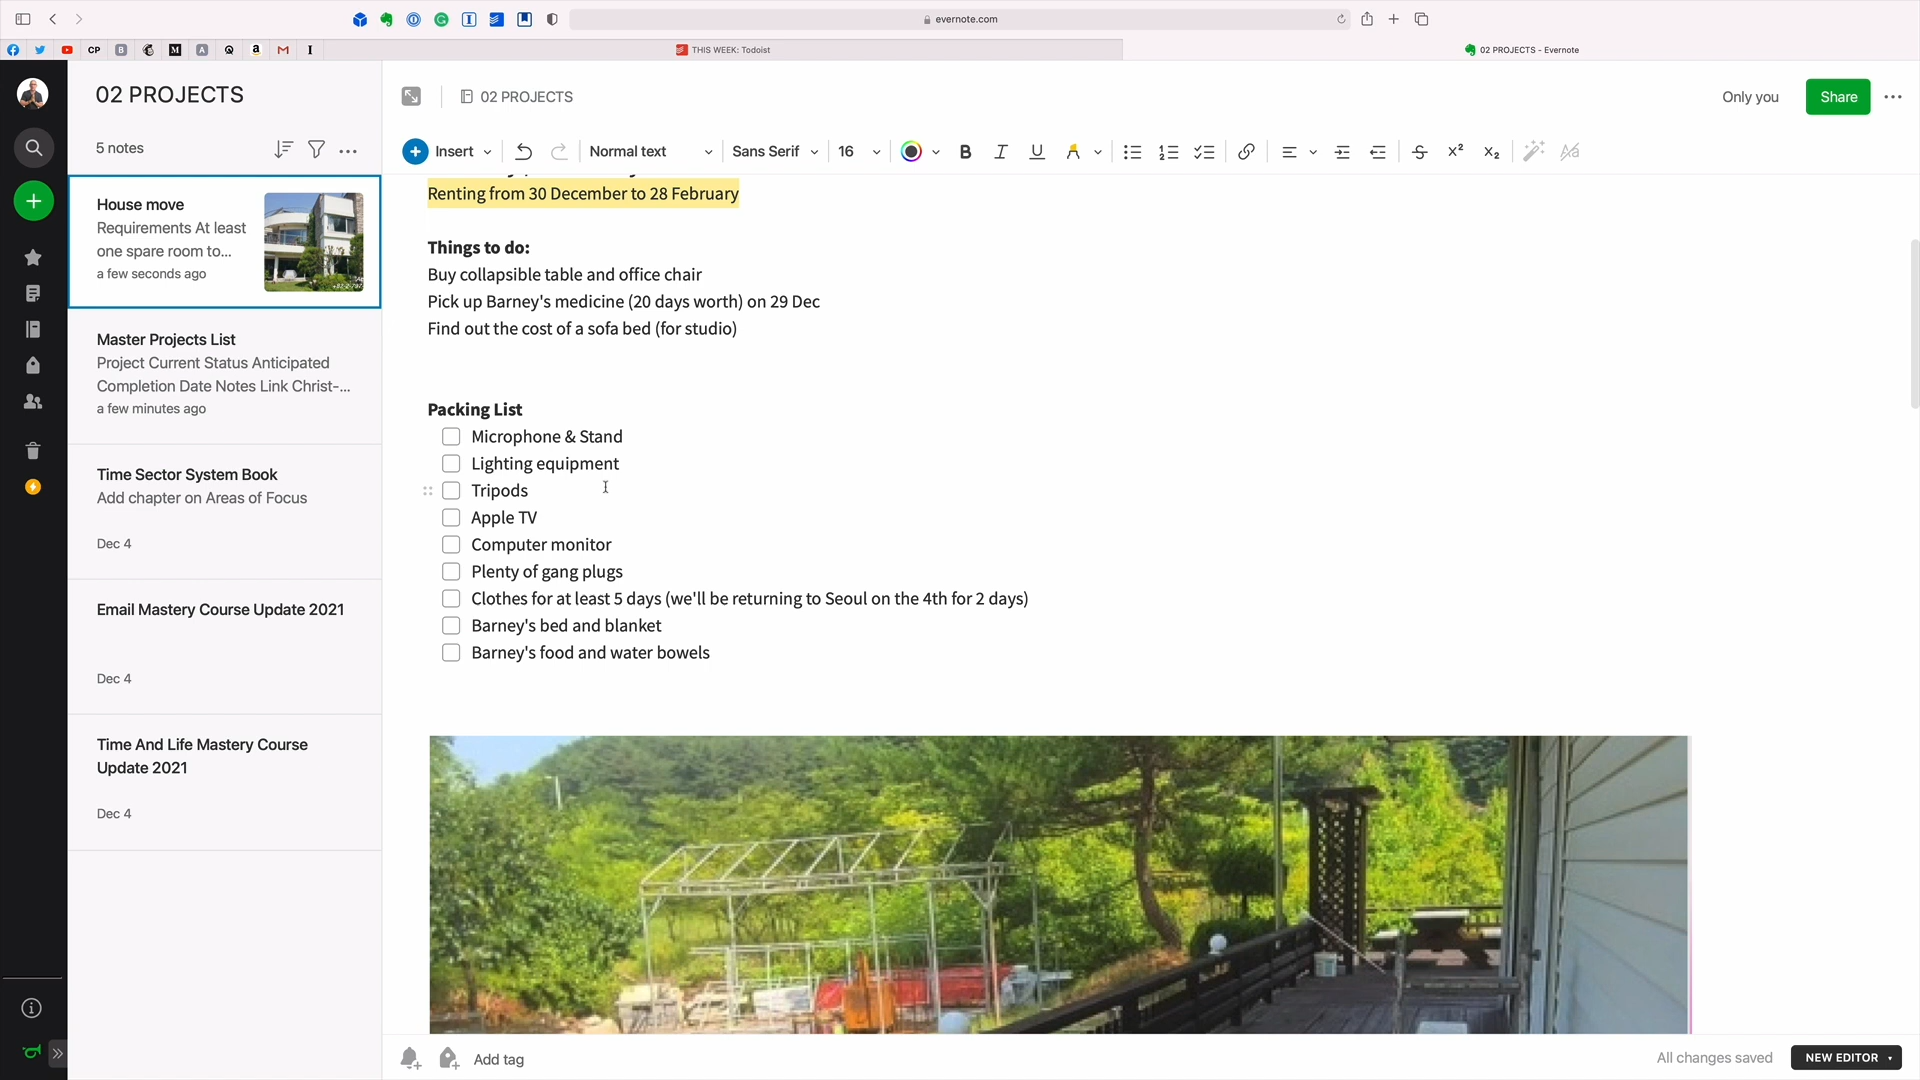 evernote.com
CP
THIS WEEK: Todoist
02 PROJECTS - Evernote
02 PROJECTS
5 notes
House move
Requirements At least
one spare room to...
a few seconds ago
Master Projects List
Project Current Status Anticipated
Completion Date Notes Link Christ-...
a few minutes ago
Time Sector System Book
Add chapter on Areas of Focus
Dec 4
Email Mastery Course Update 2021
Dec 4
Time And Life Mastery Course
Update 2021
Dec 4
02 PROJECTS
Only you
Share
Insert
Normal text
Sans Serif
16
Renting from 30 December to 28 February
Things to do:
Buy collapsible table and office chair
Pick up Barney's medicine (20 days worth) on 29 Dec
Find out the cost of a sofa bed (for studio)
Packing List
Microphone & Stand
Lighting equipment
Tripods
Apple TV
Computer monitor
Plenty of gang plugs
Clothes for at least 5 days (we'll be returning to Seoul on the 4th for 2 days)
Barney's bed and blanket
Barney's food and water bowels
Add tag
All changes saved
NEW EDITOR